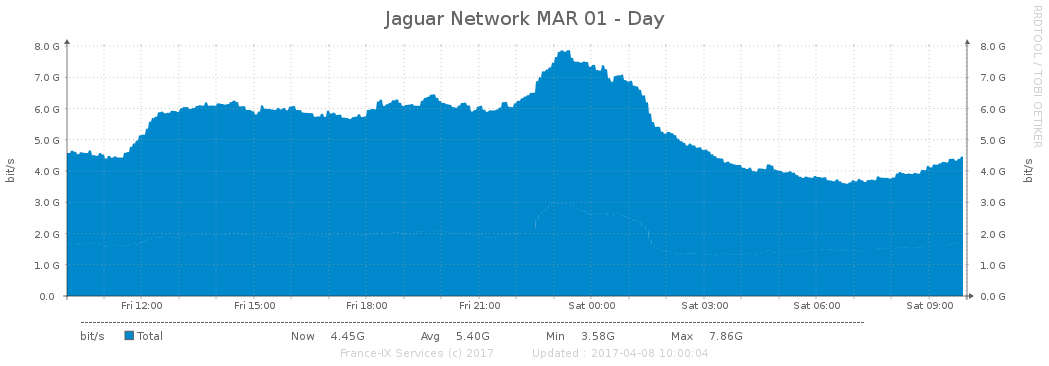 Jaguar Network MAR 01 - Day
RRDTOOL / TOBI OETIKER
bit/s
bit/s
8.0 G 8.0 G
7.0 G 7.0 G
6.0 G 6.0 G
5.0 G 5.0 G
4.0 G 4.0 G
3.0 G 3.0 G
2.0 G 2.0 G
1.0 G 1.0 G
0.0 0.0 G
Fri 12:00 Fri 15:00 Fri 18:00 Fri 21:00 Sat 00:00 Sat 03:00 Sat 06:00 Sat 09:00
bit/s Total Now 4.45G Avg 5.40G Min 3.58G Max 7.86G
France-IX Services (c) 2017 Updated : 2017-04-08 10:00:04